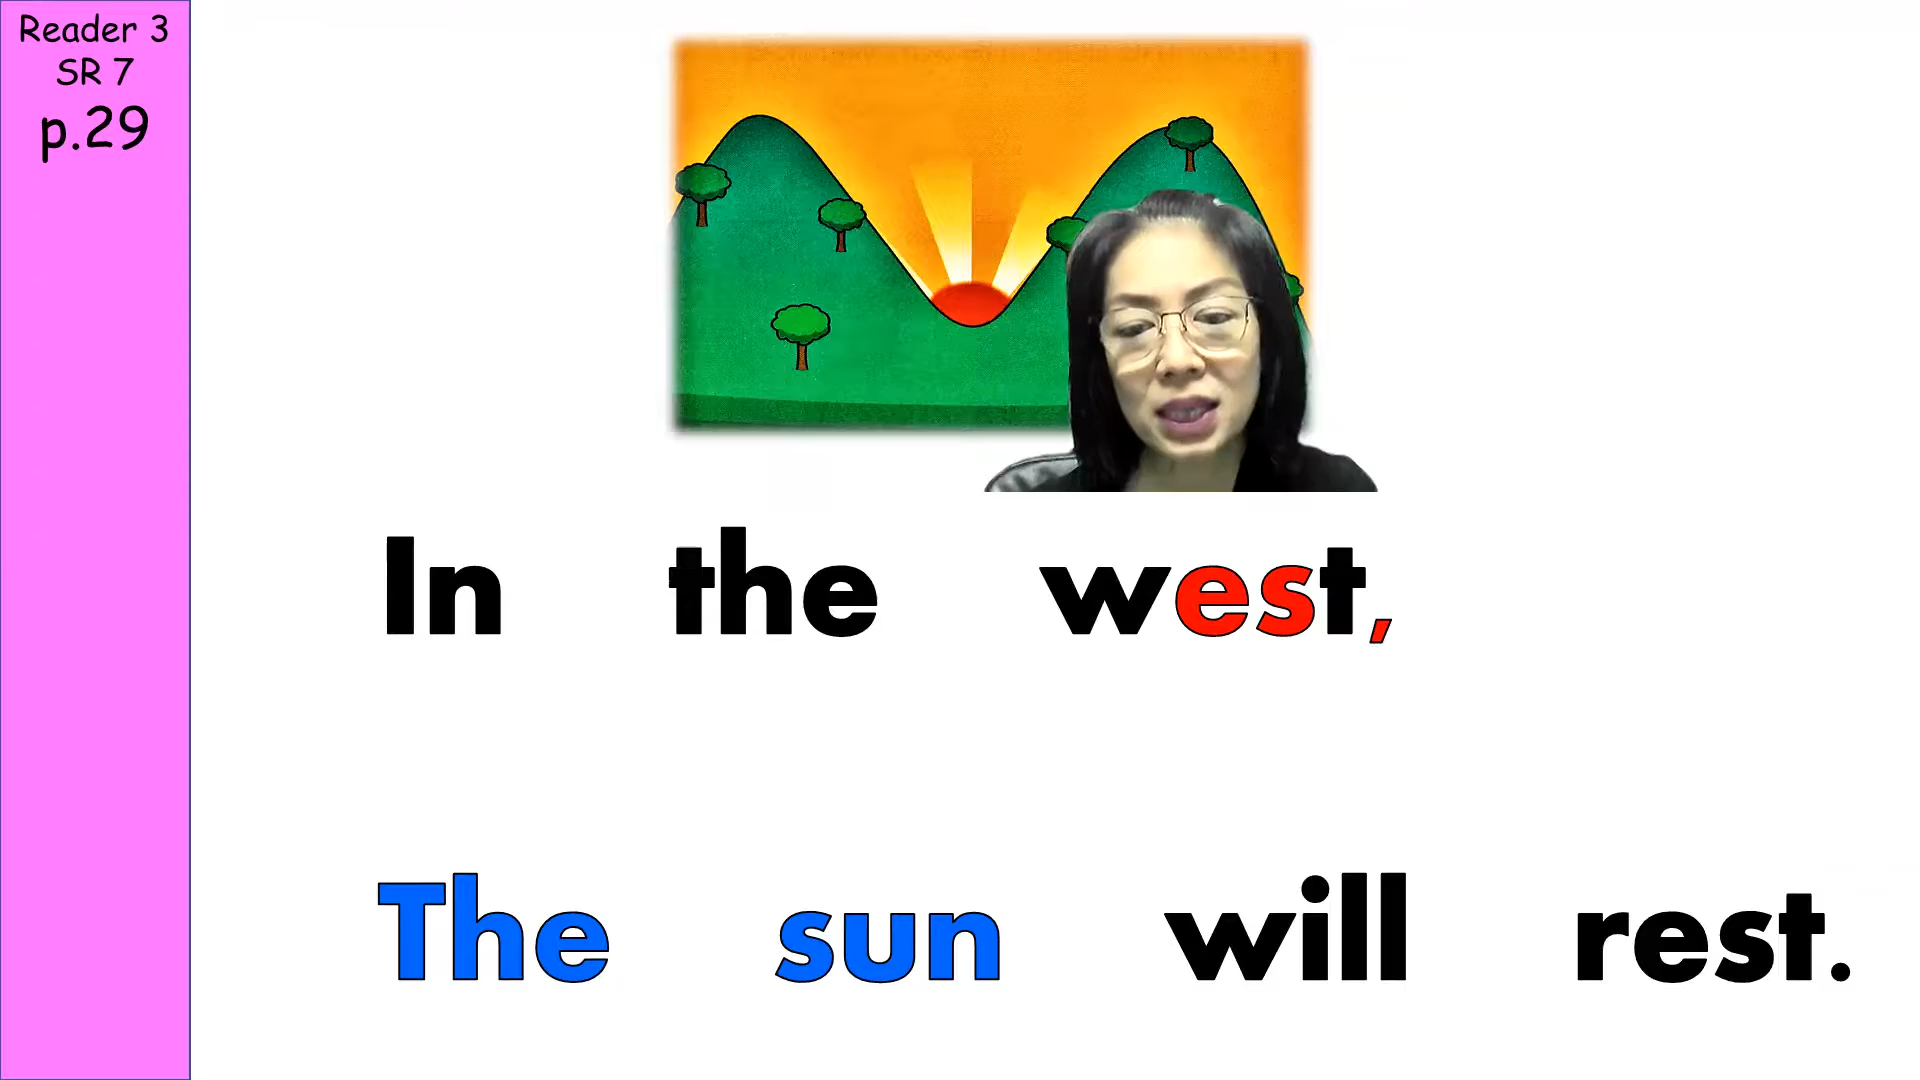 Reader 3
SR 7
p.29
In the west,
The sun will rest.